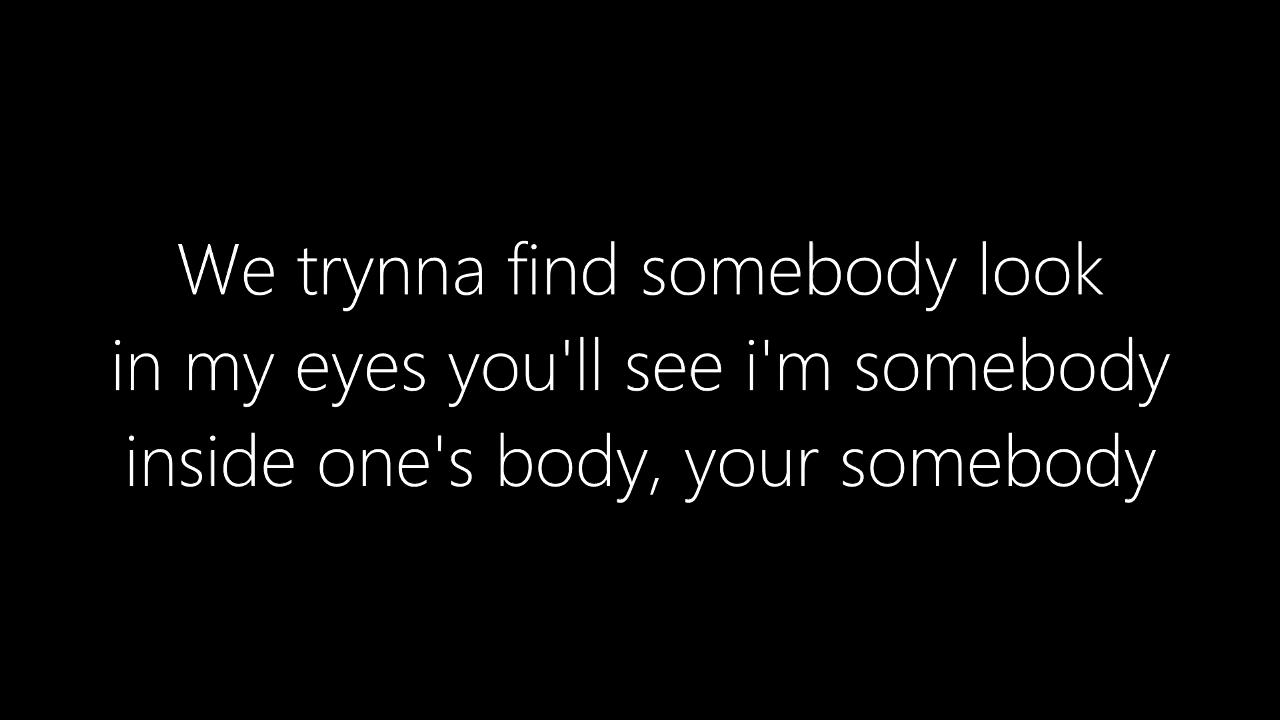 We trynna find somebody look
in my eyes you'll see i'm somebody
inside one's body, your somebody